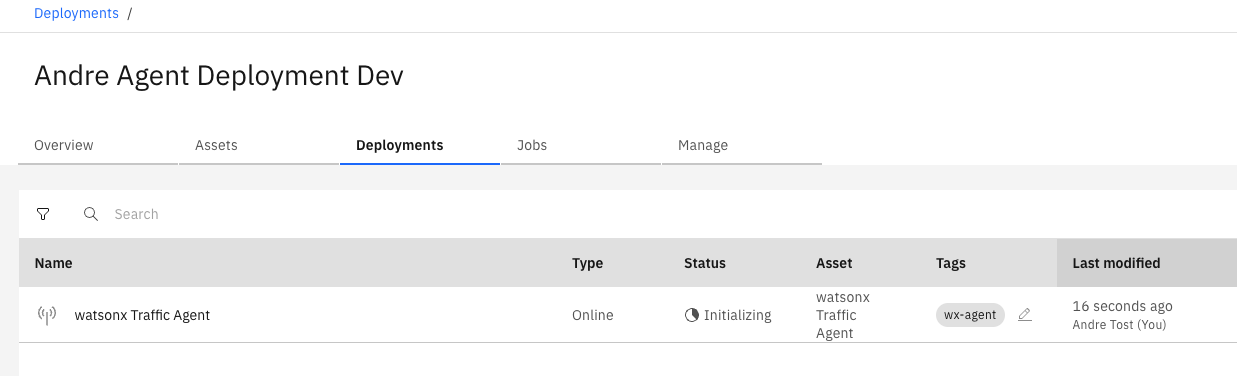 Deployments /
Andre Agent Deployment Dev
Overview Assets Deployments Jobs Manage
Search
Name Type Status Asset Tags Last modified
watsonx Traffic Agent Online Initializing watsonx Traffic Agent wx-agent 16 seconds ago
Andre Tost (You)